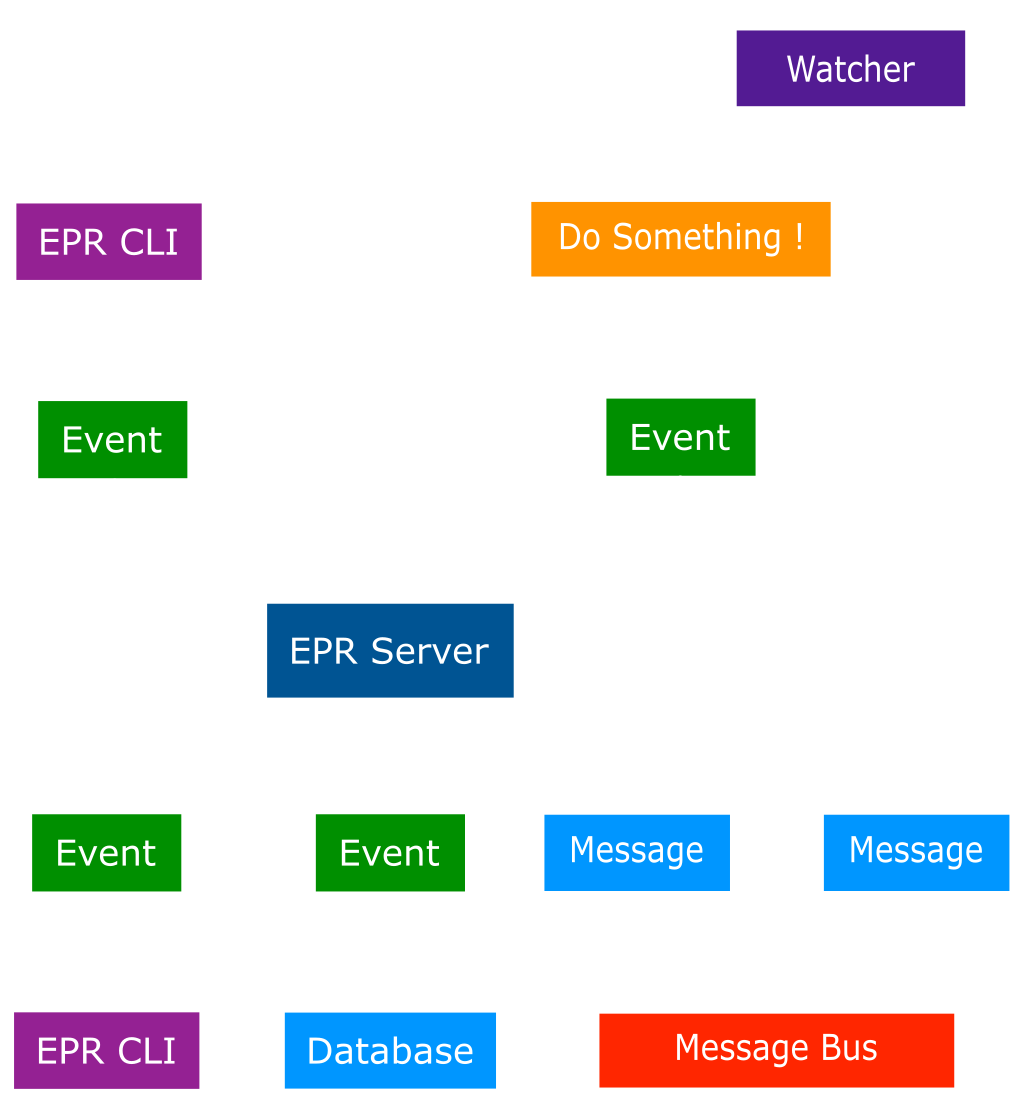 Watcher
EPR CLI
Do Something !
Event
Event
EPR Server
Event
Event
Message
Message
EPR CLI
Database
Message Bus